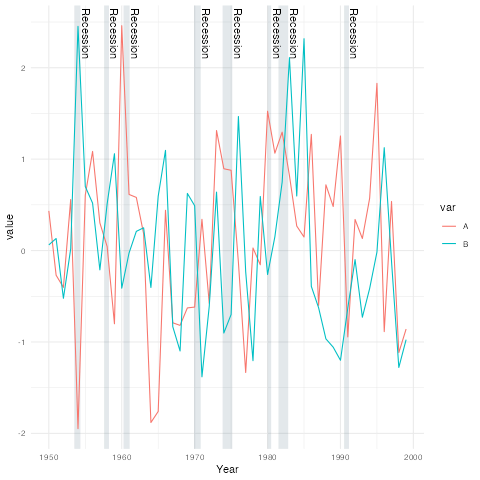 Recession
Recession
Recession
Recession
Recession
Recession
Recession
Recession
2
1
0
-1
-2
value
1950
1960
1970
1980
1990
2000
Year
var
A
B